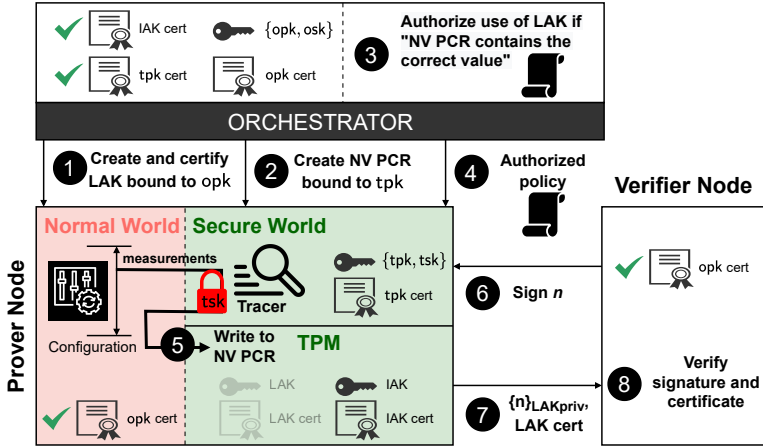 IAK cert
{opk, osk}
tpk cert
opk cert
3
Authorize use of LAK if
"NV PCR contains the
correct value"
ORCHESTRATOR
1
Create and certify
LAK bound to opk
2
Create NV PCR
bound to tpk
4
Authorized
policy
Verifier Node
Prover Node
Normal World
Secure World
measurements
tsk
Tracer
{tpk, tsk}
tpk cert
Configuration
5
Write to
NV PCR
TPM
opk cert
LAK
LAK cert
IAK
IAK cert
6
Sign n
opk cert
7
{n}LAKpriv,
LAK cert
8
Verify
signature and
certificate